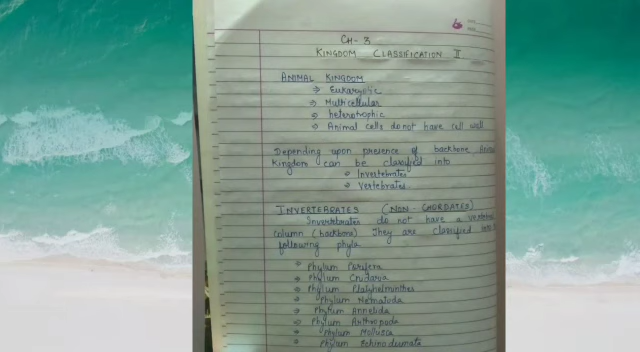 6
CH- 3
KINGDOM CLASSIFICATION II
ANIMAL KINGDOM
⇒ Eukaryotic
⇒ Multicellular
⇒ heterotrophic
⇒ Animal cells do not have cell wall
Depending upon presence of backbone,
kingdom can be classified into
Invertebrates
Vertebrates
INVERTEBRATES (NON-CHORDATES)
Invertebrates do not have a
column (backbone) They are classified into
following phyla
Phylum Porifera
Phylum Cnidaria
Phylum Platyhelminthes
Phylum Nematoda
Phylum Annelida
Phylum Arthropoda
Phylum Mollusca
Phylum Echinodermata